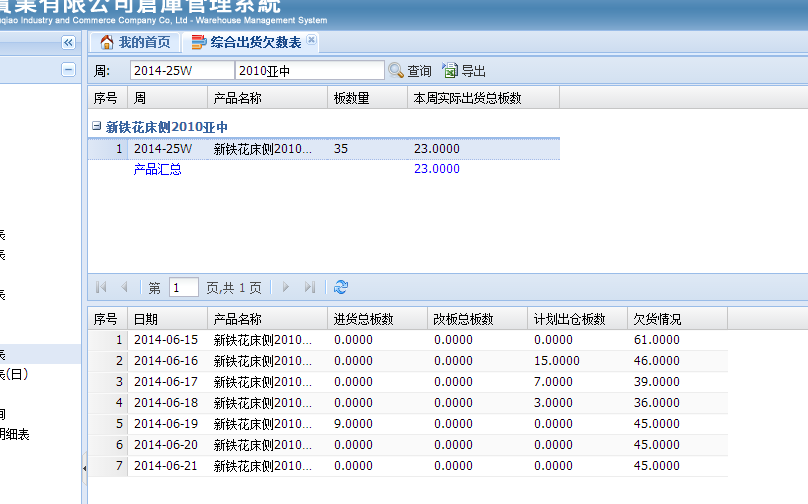 實業有限公司倉庫管理系統
qiao Industry and Commerce Company Co, Ltd - Warehouse Management System
我的首页 综合出货欠数表
周: 2014-25W 2010亚中 查询 导出
序号 周 产品名称 板数量 本周实际出货总板数
新铁花床侧2010亚中
1 2014-25W 新铁花床侧2010... 35 23.0000
产品汇总 23.0000
表
表
表
表
表(日)
询
明细表
第 1 页,共 1 页
序号 日期 产品名称 进货总板数 改板总板数 计划出仓板数 欠货情况
1 2014-06-15 新铁花床侧2010... 0.0000 0.0000 0.0000 61.0000
2 2014-06-16 新铁花床侧2010... 0.0000 0.0000 15.0000 46.0000
3 2014-06-17 新铁花床侧2010... 0.0000 0.0000 7.0000 39.0000
4 2014-06-18 新铁花床侧2010... 0.0000 0.0000 3.0000 36.0000
5 2014-06-19 新铁花床侧2010... 9.0000 0.0000 0.0000 45.0000
6 2014-06-20 新铁花床侧2010... 0.0000 0.0000 0.0000 45.0000
7 2014-06-21 新铁花床侧2010... 0.0000 0.0000 0.0000 45.0000